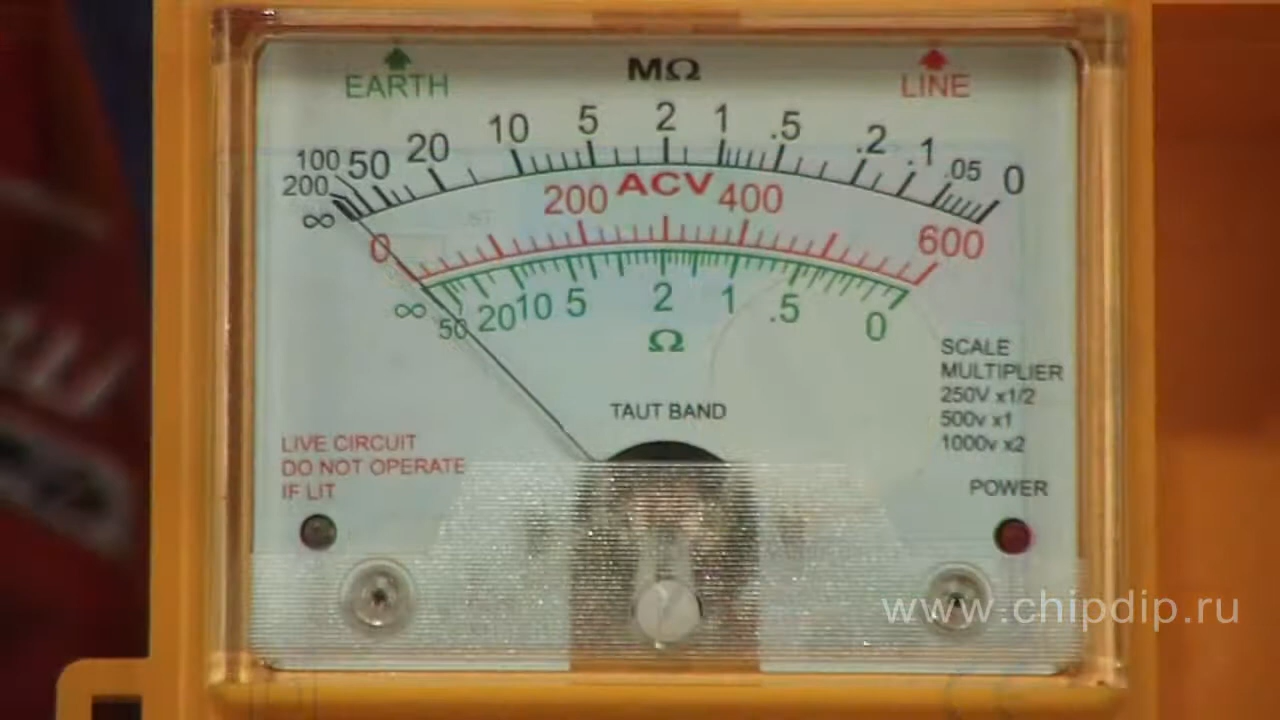 EARTH MΩ LINE
∞ 200 100 50 20 10 5 2 1 .5 .2 .1 .05 0
0 200 ACV 400 600
∞ 50 20 10 5 2 1 .5 0
Ω
SCALE
MULTIPLIER
250V x1/2
500v x1
1000v x2
TAUT BAND
LIVE CIRCUIT
DO NOT OPERATE
IF LIT
POWER
www.chipdip.ru